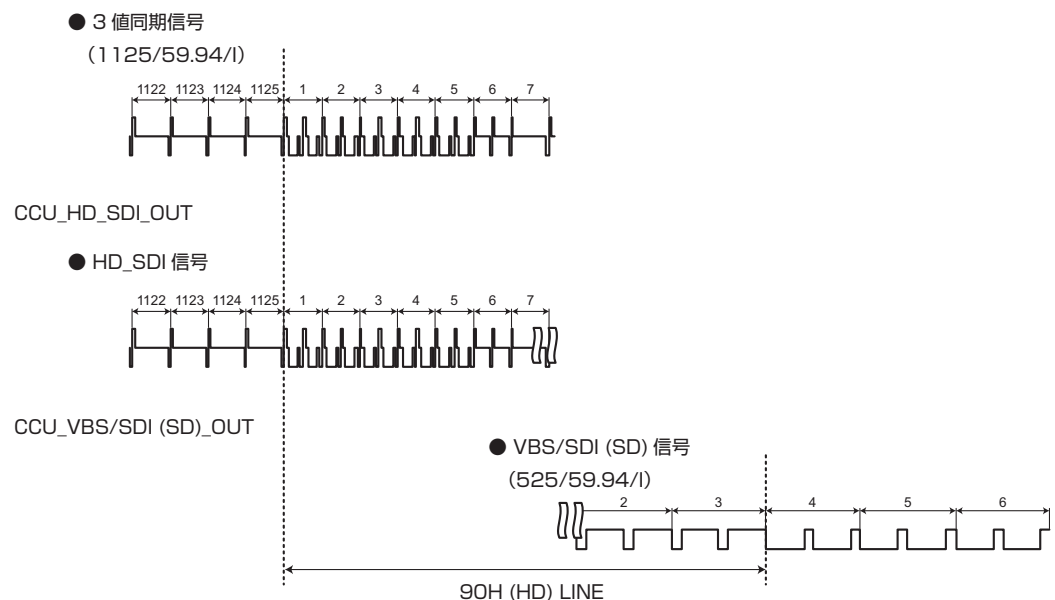 ● 3 値同期信号
(1125/59.94/I)
1122 1123 1124 1125 1 2 3 4 5 6 7
CCU_HD_SDI_OUT
● HD_SDI 信号
1122 1123 1124 1125 1 2 3 4 5 6 7
CCU_VBS/SDI (SD)_OUT
● VBS/SDI (SD) 信号
(525/59.94/I)
2 3 4 5 6
90H (HD) LINE